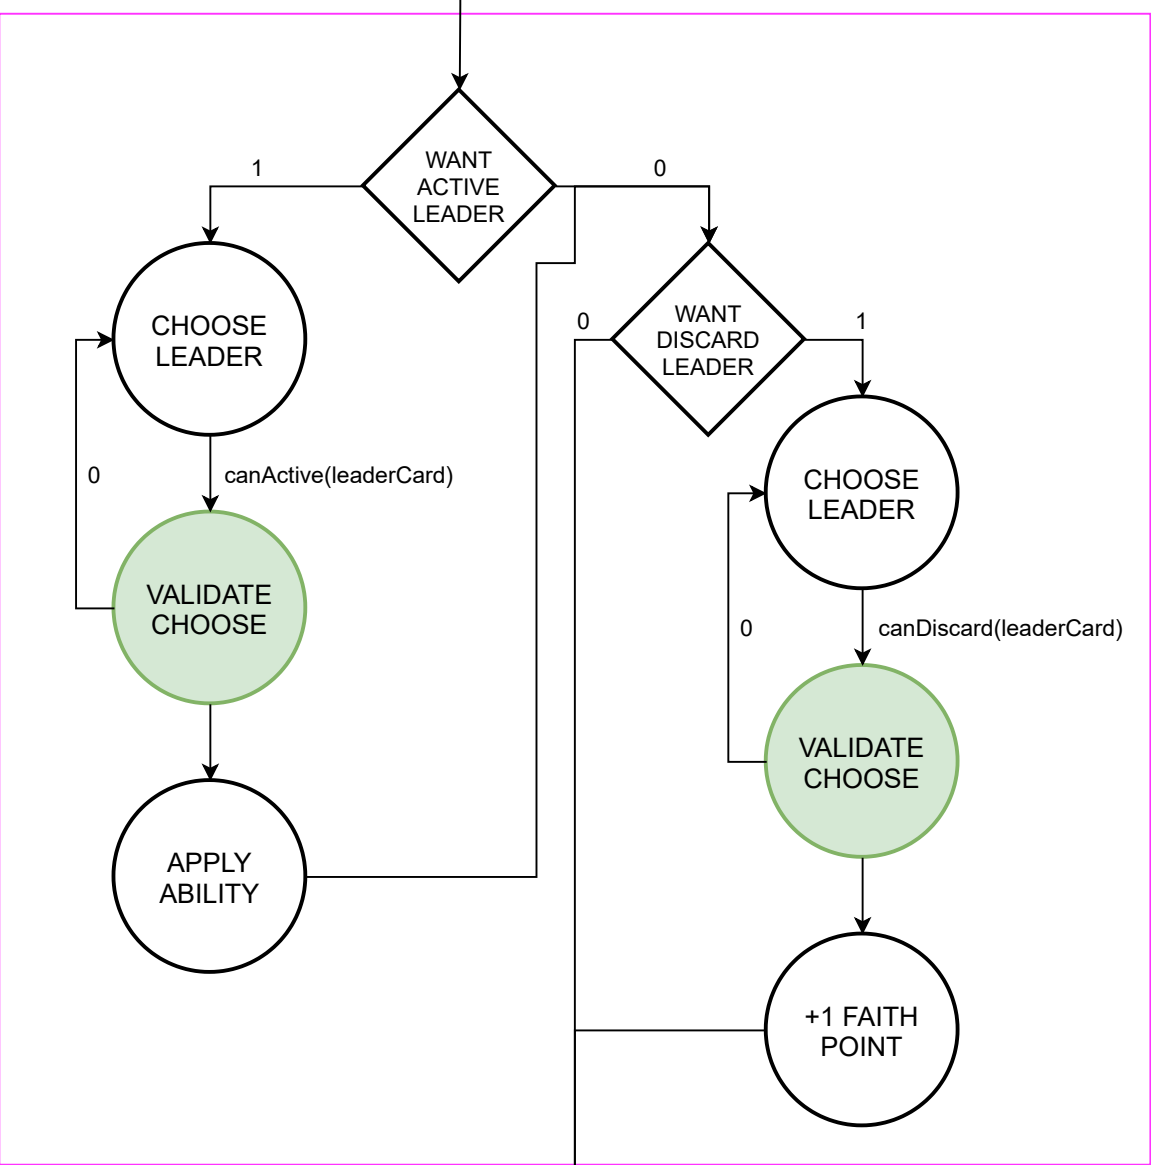 WANT
ACTIVE
LEADER
1
0
CHOOSE
LEADER
WANT
DISCARD
LEADER
0
1
0
canActive(leaderCard)
CHOOSE
LEADER
VALIDATE
CHOOSE
0
canDiscard(leaderCard)
VALIDATE
CHOOSE
APPLY
ABILITY
+1 FAITH
POINT